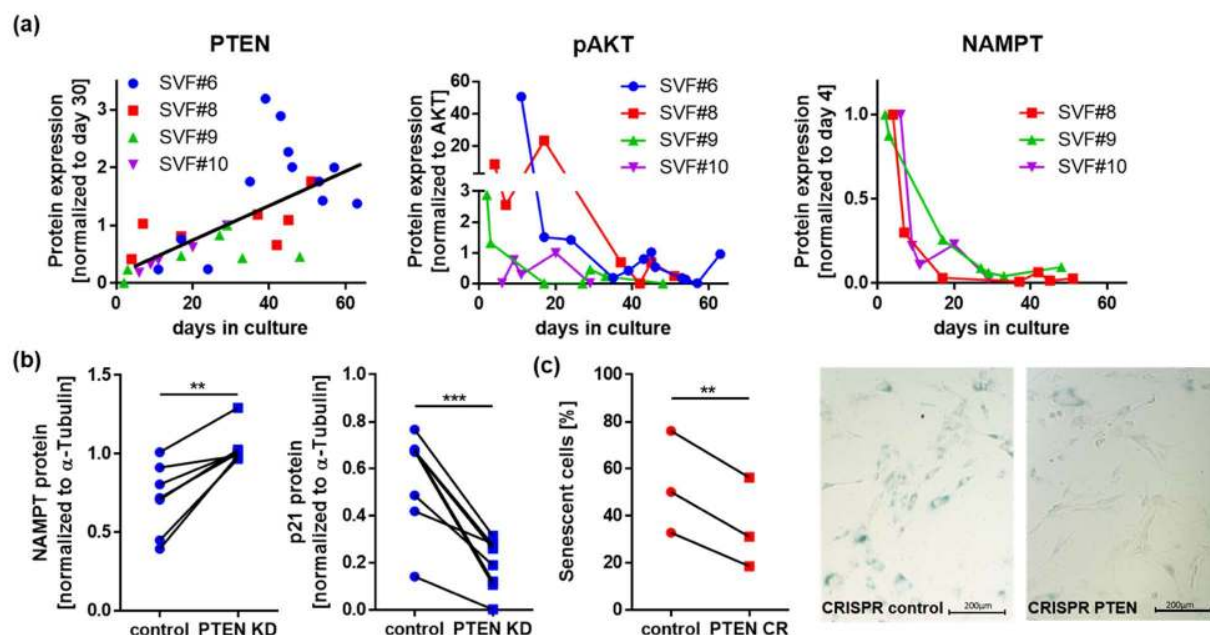 (a)
PTEN
Protein expression
[normalized to day 30]
3
2
1
0
0 20 40 60
days in culture
SVF#6
SVF#8
SVF#9
SVF#10
pAKT
Protein expression
[normalized to AKT]
60
40
20
3
2
1
0
0 20 40 60
days in culture
SVF#6
SVF#8
SVF#9
SVF#10
NAMPT
Protein expression
[normalized to day 4]
1.0
0.5
0.0
0 20 40 60
days in culture
SVF#8
SVF#9
SVF#10
(b)
NAMPT protein
[normalized to α-Tubulin]
1.5
1.0
0.5
0.0
**
control PTEN KD
p21 protein
[normalized to α-Tubulin]
1.0
0.8
0.6
0.4
0.2
0.0
***
control PTEN KD
(c)
Senescent cells [%]
100
80
60
40
20
0
**
control PTEN CR
CRISPR control
200µm
CRISPR PTEN
200µm